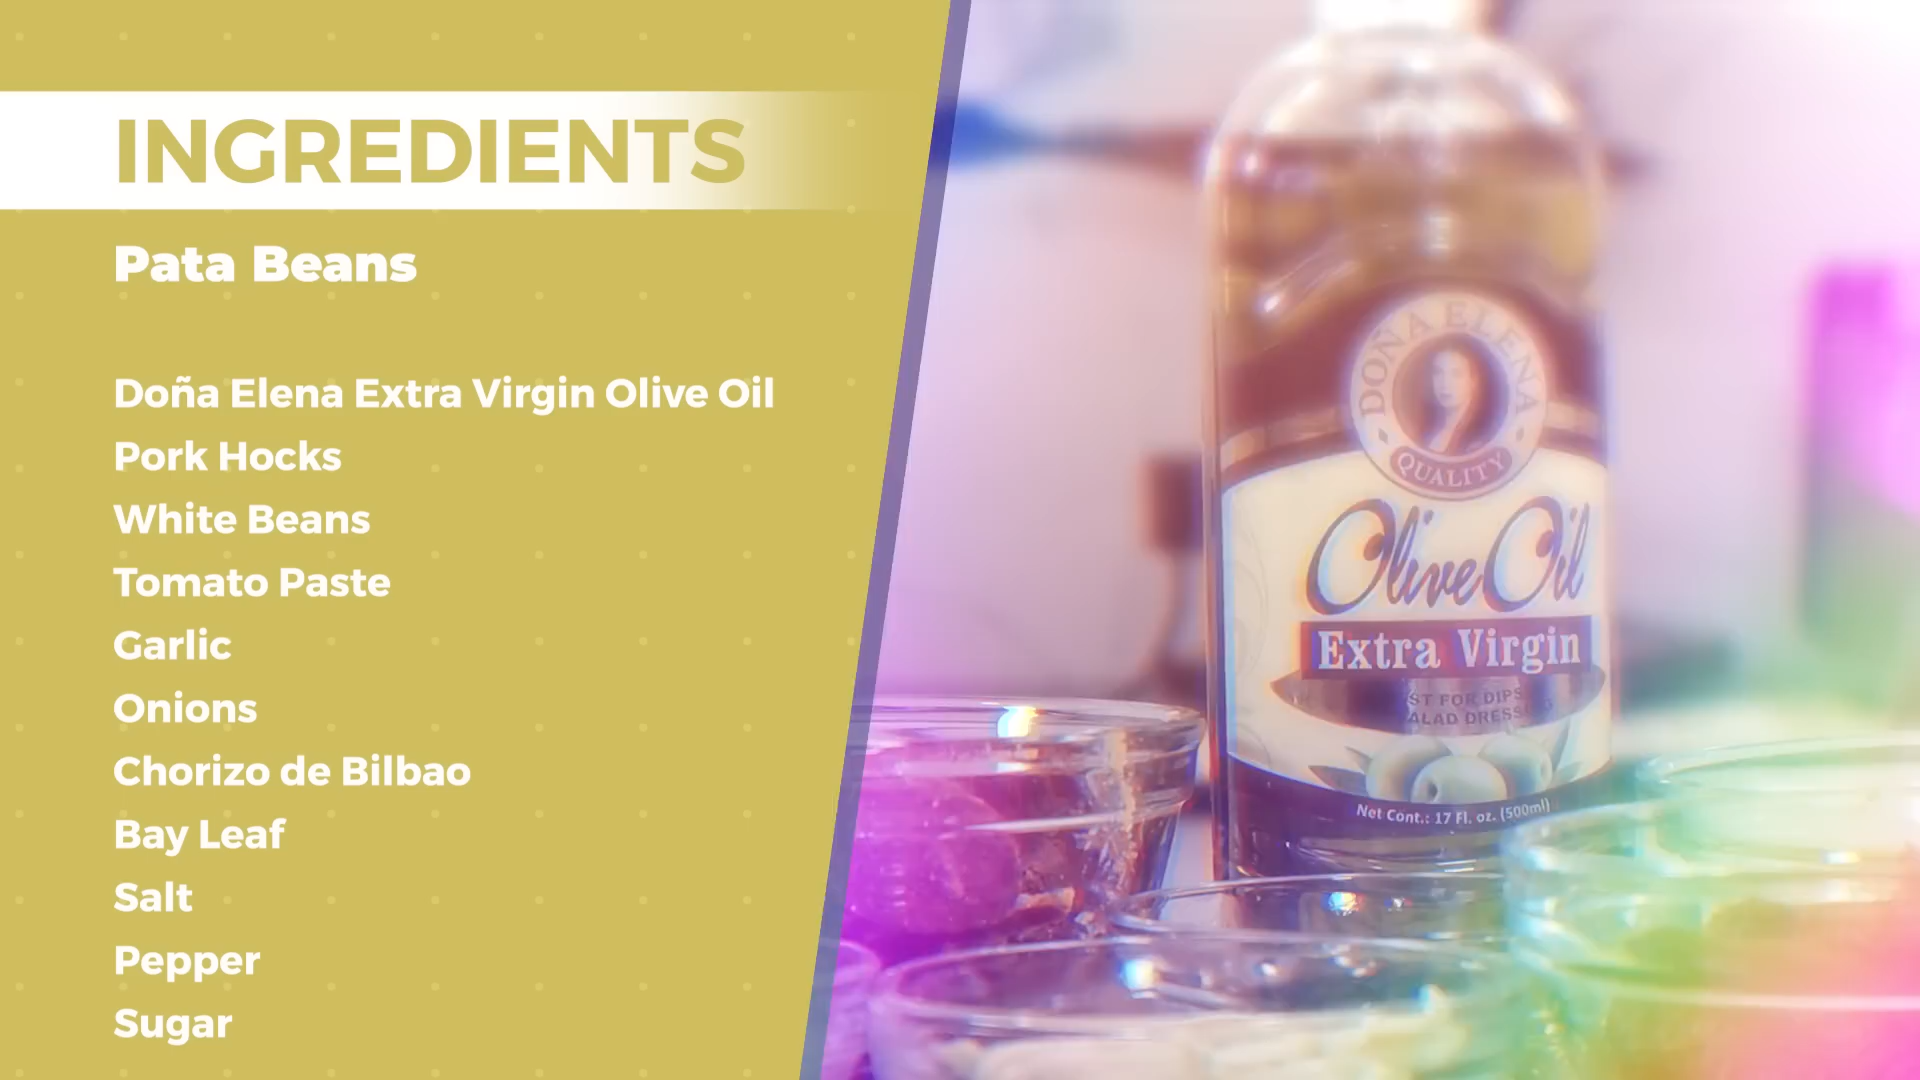 INGREDIENTS
Pata Beans
Doña Elena Extra Virgin Olive Oil
Pork Hocks
White Beans
Tomato Paste
Garlic
Onions
Chorizo de Bilbao
Bay Leaf
Salt
Pepper
Sugar
DOÑA ELENA
QUALITY
Olive Oil
Extra Virgin
FOR DIPS
Net Cont.: 17 Fl. oz. (500ml)